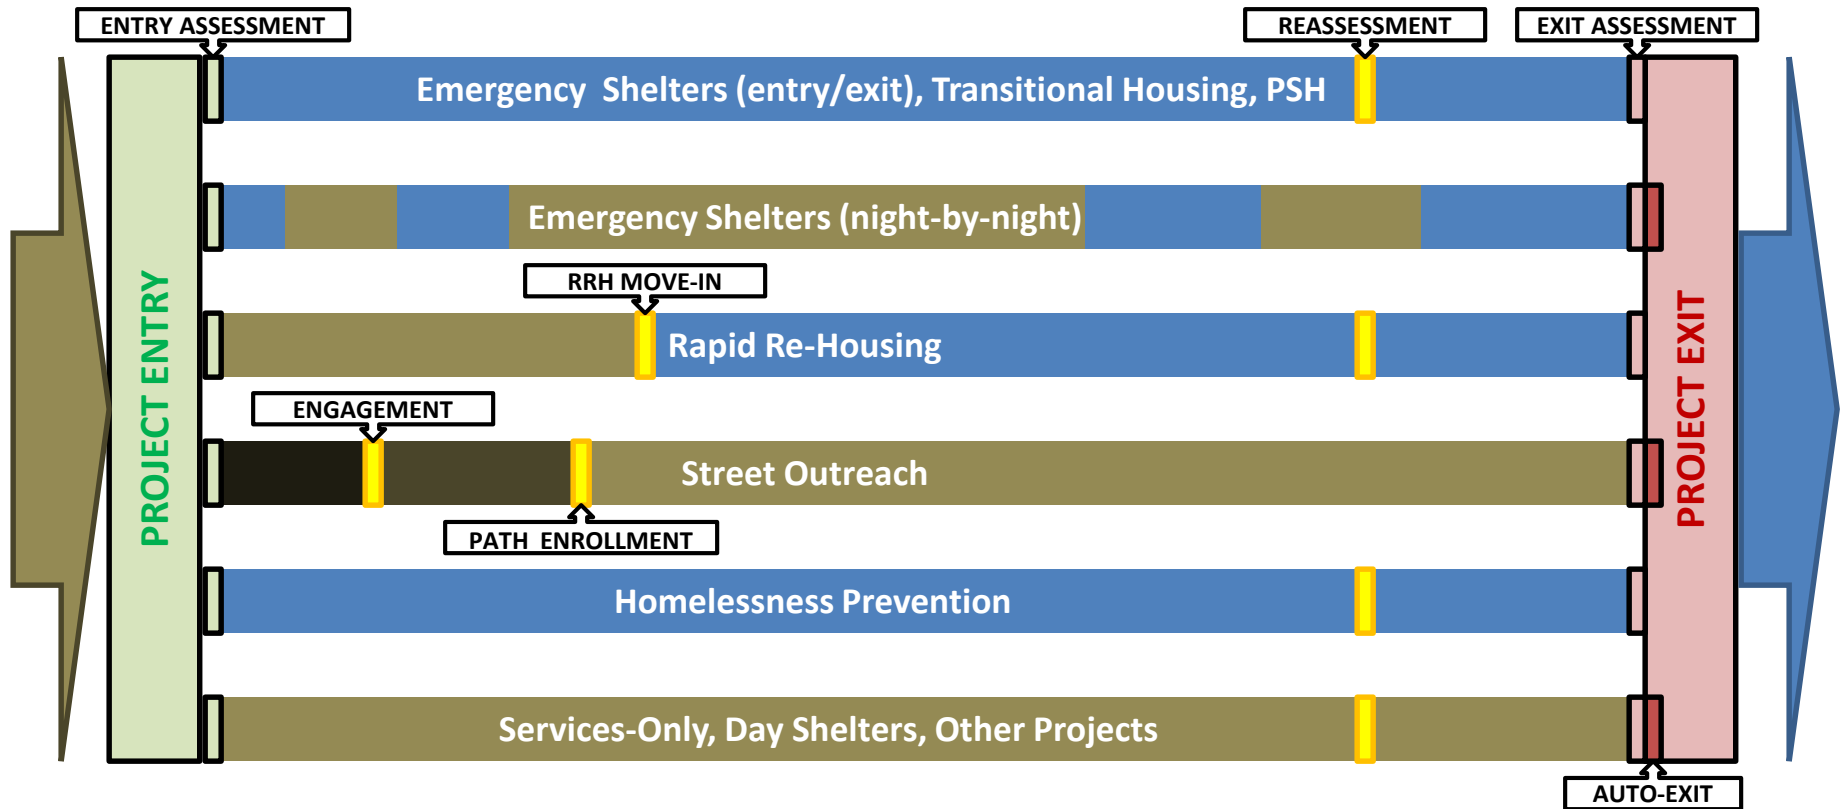 ENTRY ASSESSMENT
REASSESSMENT
EXIT ASSESSMENT
Emergency  Shelters (entry/exit), Transitional Housing, PSH
Emergency Shelters (night-by-night)
RRH MOVE-IN
Rapid Re-Housing
ENGAGEMENT
Street Outreach
PATH  ENROLLMENT
Homelessness Prevention
Services-Only, Day Shelters, Other Projects
AUTO-EXIT
PROJECT ENTRY
PROJECT EXIT